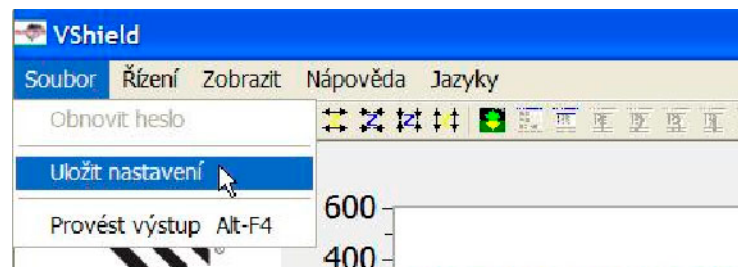 VShield
Soubor Řízení Zobrazit Nápověda Jazyky
Obnovit heslo
Uložit nastavení
Provést výstup Alt-F4
600
400